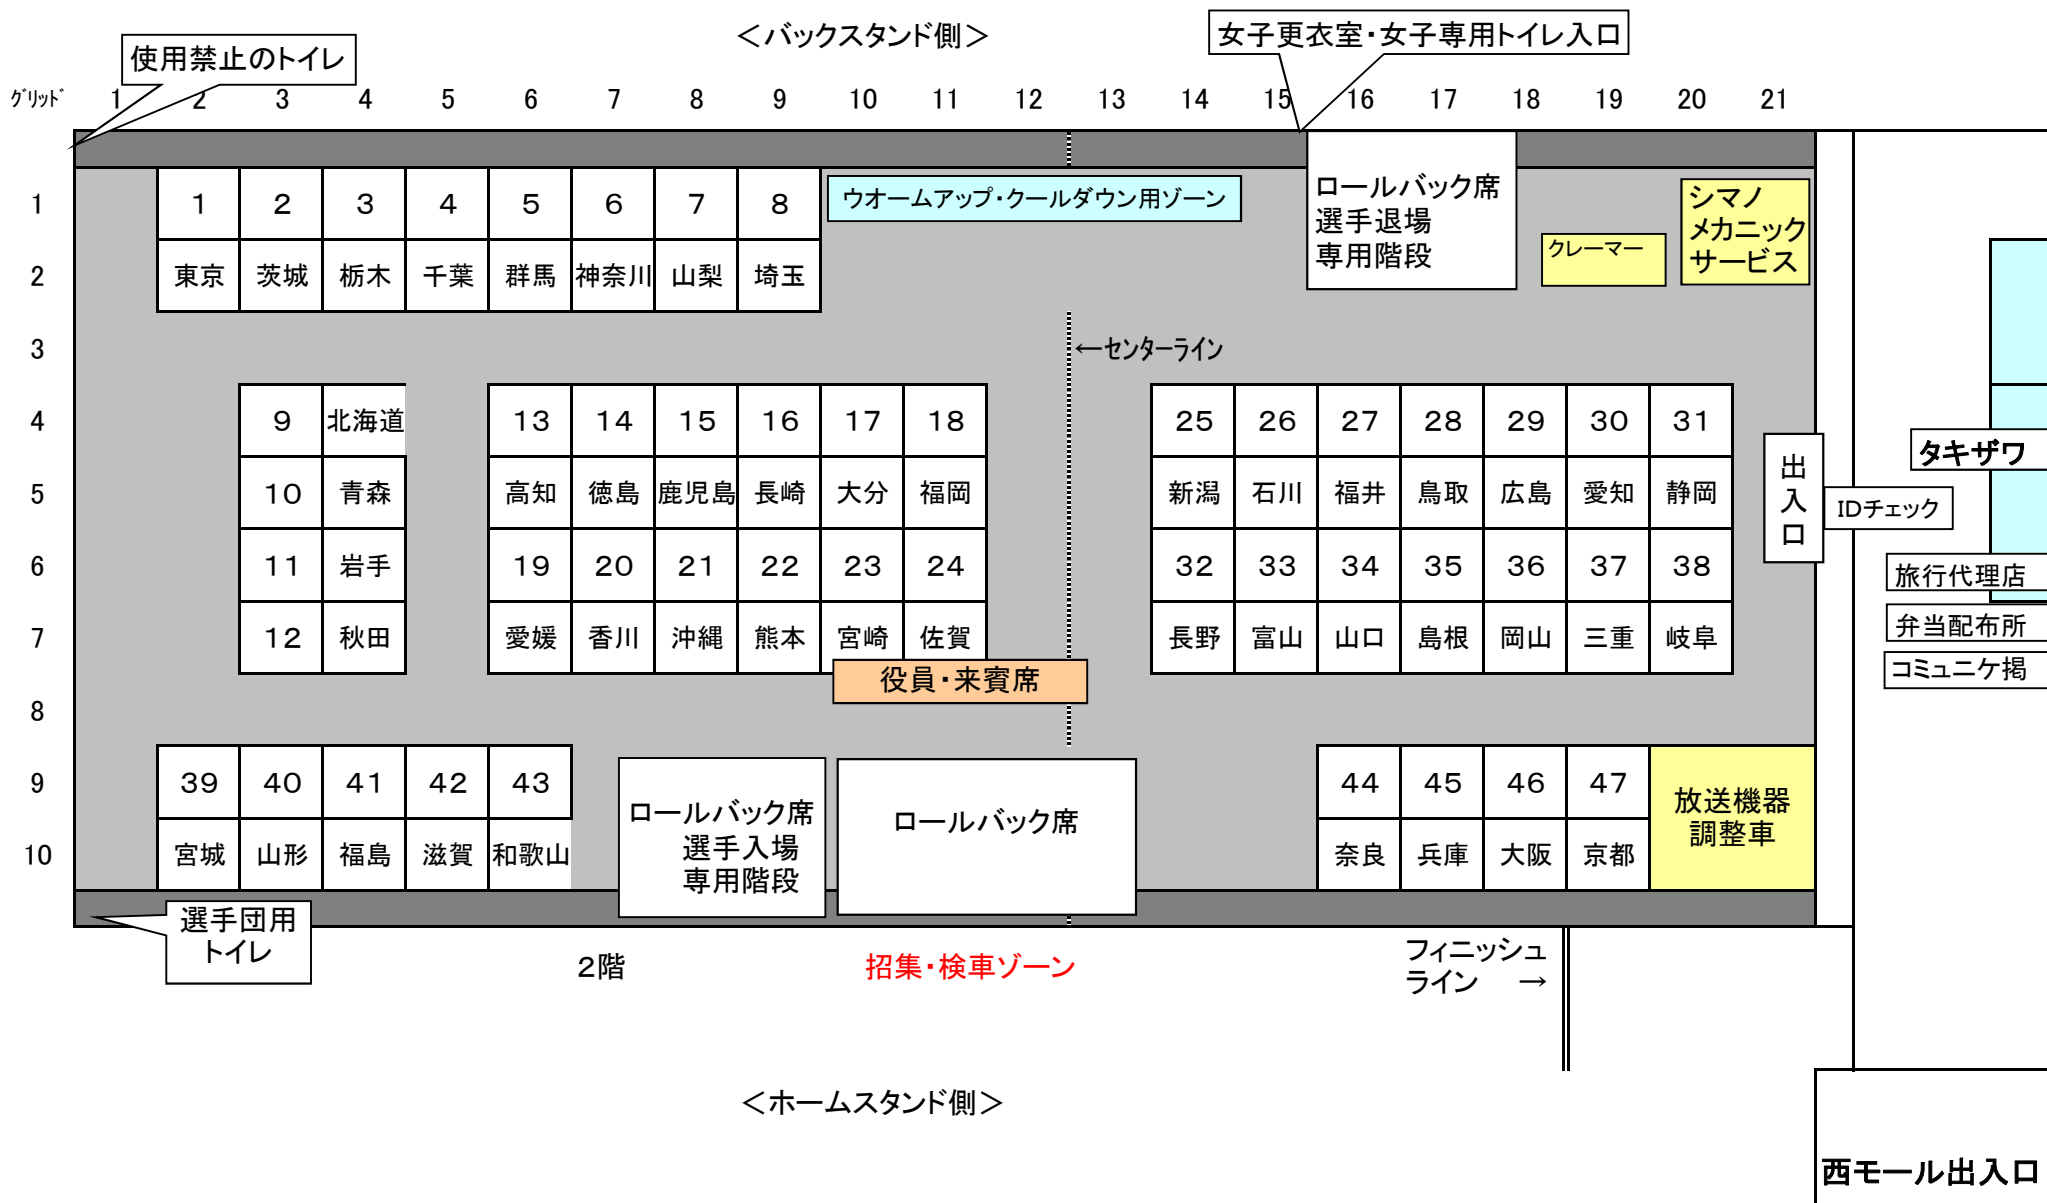 ＜バックスタンド側＞
女子更衣室・女子専用トイレ入口
使用禁止のトイレ
ｸﾞﾘｯﾄﾞ 1 2 3 4 5 6 7 8 9 10 11 12 13 14 15 16 17 18 19 20 21
1 1 2 3 4 5 6 7 8
ウオームアップ・クールダウン用ゾーン
ロールバック席
選手退場
専用階段
クレーマー
シマノ
メカニック
サービス
2 東京 茨城 栃木 千葉 群馬 神奈川 山梨 埼玉
3 ←センターライン
4 9 北海道 13 14 15 16 17 18 25 26 27 28 29 30 31
5 10 青森 高知 徳島 鹿児島 長崎 大分 福岡 新潟 石川 福井 鳥取 広島 愛知 静岡
6 11 岩手 19 20 21 22 23 24 32 33 34 35 36 37 38
7 12 秋田 愛媛 香川 沖縄 熊本 宮崎 佐賀 長野 富山 山口 島根 岡山 三重 岐阜
出入口
タキザワ
IDチェック
旅行代理店
弁当配布所
コミュニケ掲
役員・来賓席
8
9 39 40 41 42 43 44 45 46 47
10 宮城 山形 福島 滋賀 和歌山 奈良 兵庫 大阪 京都
ロールバック席
選手入場
専用階段
ロールバック席
放送機器
調整車
選手団用
トイレ
２階
招集・検車ゾーン
フィニッシュ
ライン →
＜ホームスタンド側＞
西モール出入口